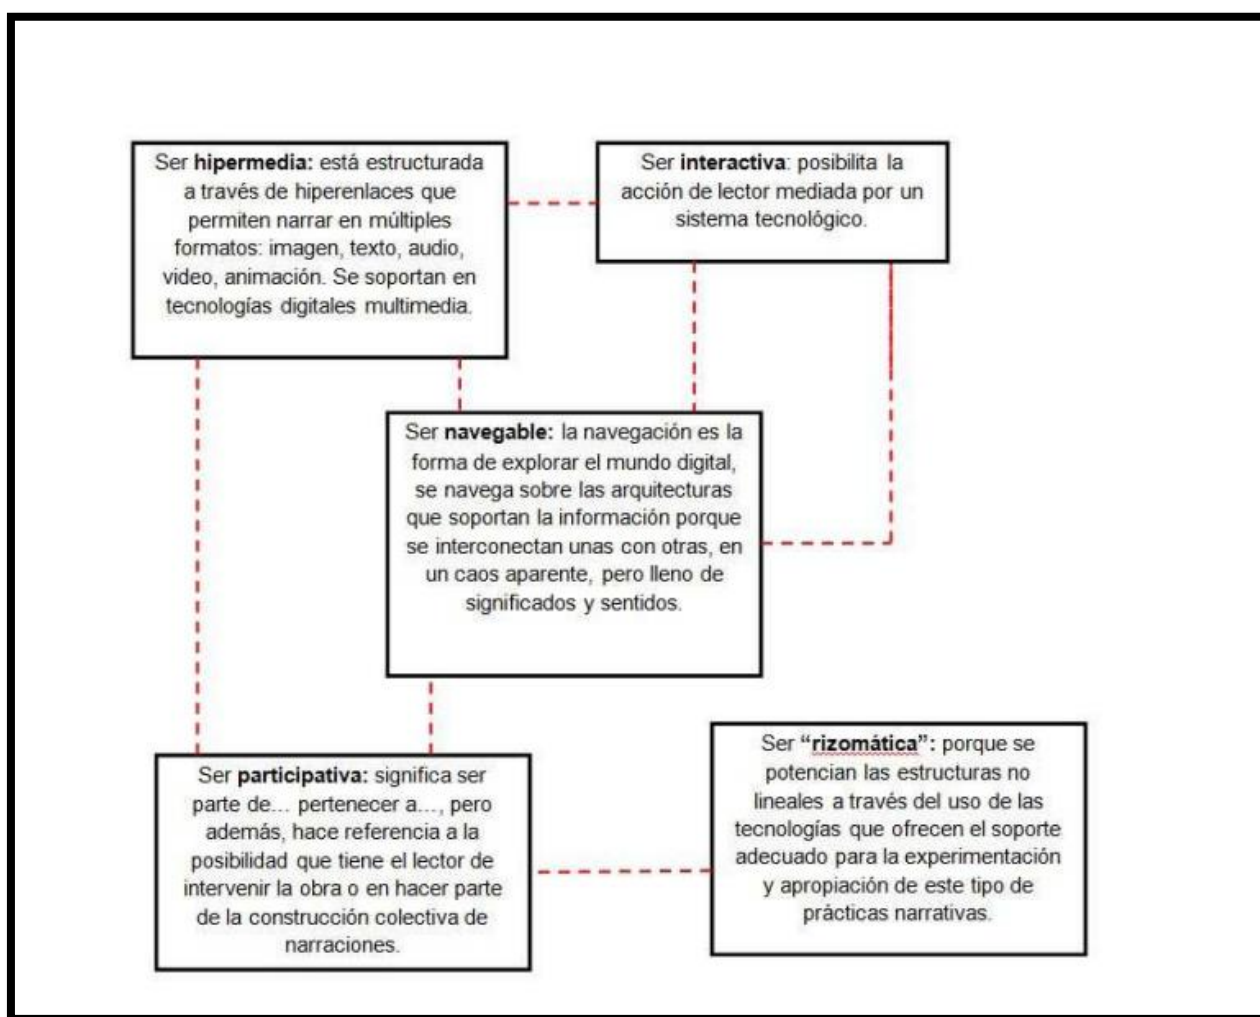 Ser hipermedia: está estructurada
a través de hiperenlaces que
permiten narrar en múltiples
formatos: imagen, texto, audio,
video, animación. Se soportan en
tecnologías digitales multimedia.
Ser interactiva: posibilita la
acción de lector mediada por un
sistema tecnológico.
Ser navegable: la navegación es la
forma de explorar el mundo digital,
se navega sobre las arquitecturas
que soportan la información porque
se interconectan unas con otras, en
un caos aparente, pero lleno de
significados y sentidos.
Ser participativa: significa ser
parte de... pertenecer a..., pero
además, hace referencia a la
posibilidad que tiene el lector de
intervenir la obra o en hacer parte
de la construcción colectiva de
narraciones.
Ser “rizomática”: porque se
potencian las estructuras no
lineales a través del uso de las
tecnologías que ofrecen el soporte
adecuado para la experimentación
y apropiación de este tipo de
prácticas narrativas.